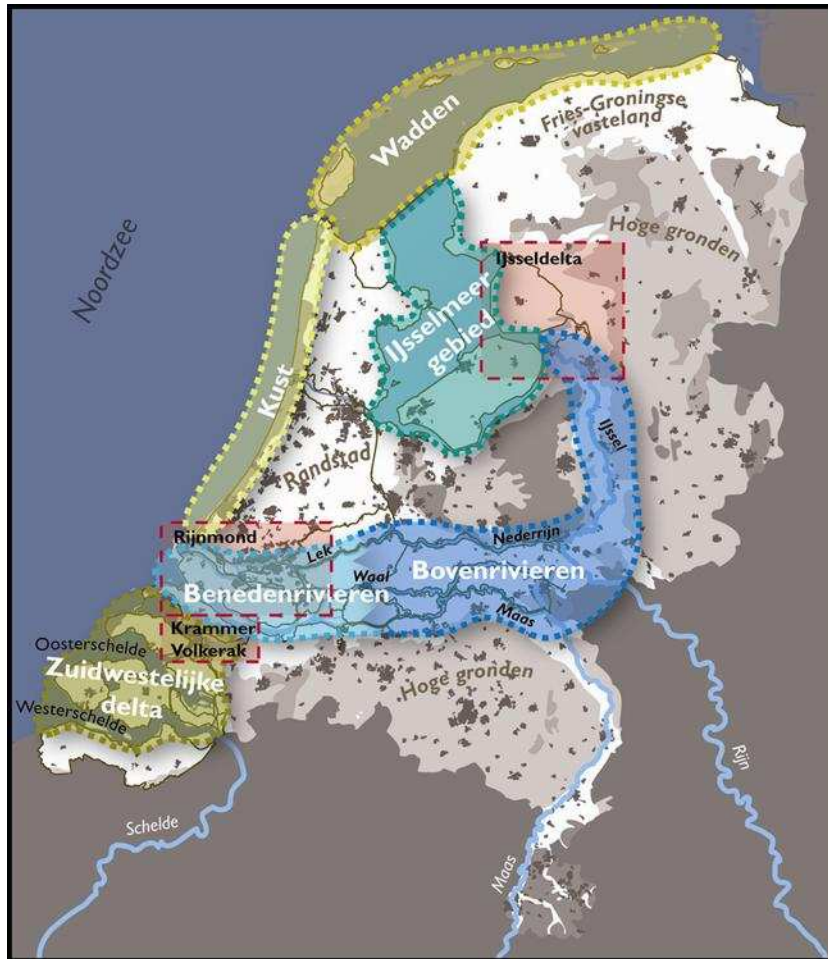 Wadden
Fries-Groningse
vasteland
Noordzee
Hoge gronden
IJsseldelta
IJsselmeer
gebied
Kust
IJssel
Randstad
Rijnmond
Lek
Nederrijn
Waal
Bovenrivieren
Benedenrivieren
Maas
Krammer
Volkerak
Oosterschelde
Zuidwestelijke
delta
Westerschelde
Hoge gronden
Rijn
Schelde
Maas